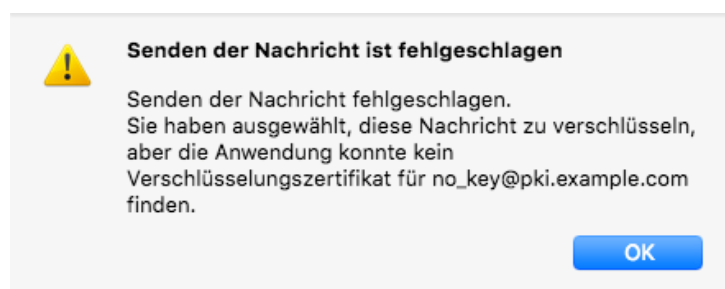 Senden der Nachricht ist fehlgeschlagen
Senden der Nachricht fehlgeschlagen.
Sie haben ausgewählt, diese Nachricht zu verschlüsseln,
aber die Anwendung konnte kein
Verschlüsselungszertifikat für no_key@pki.example.com
finden.
OK